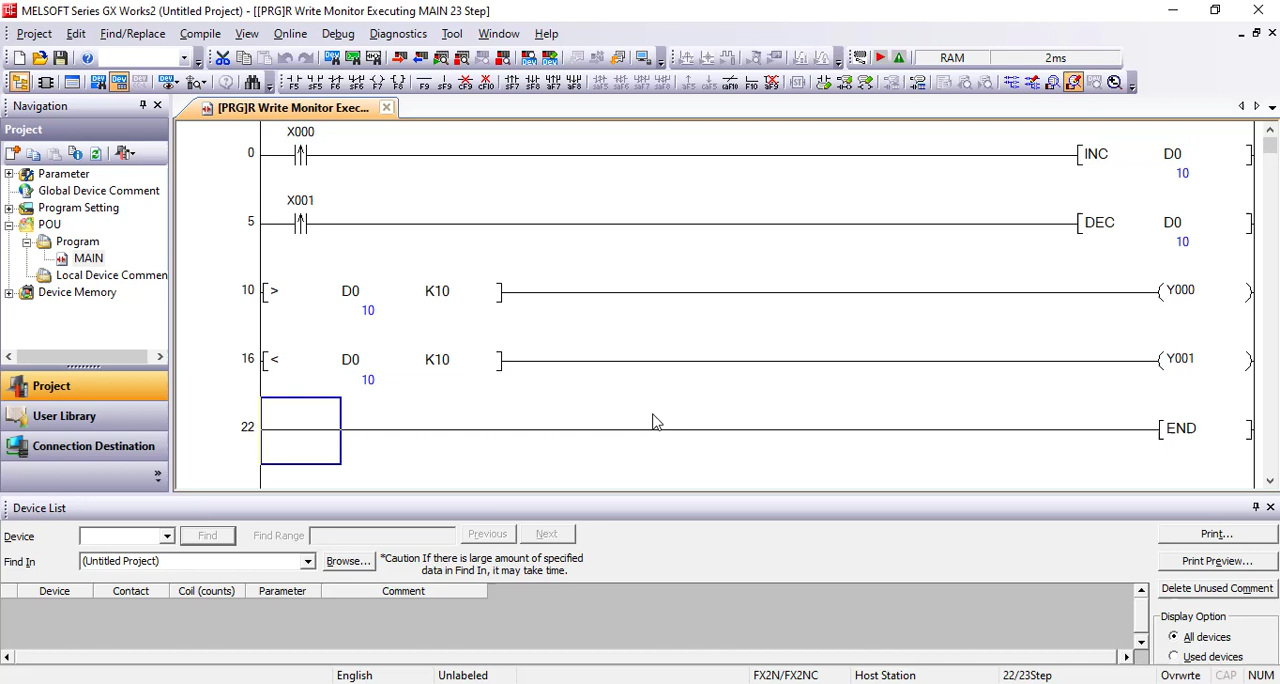 MELSOFT Series GX Works2 (Untitled Project) - [[PRG]R Write Monitor Executing MAIN 23 Step]
Project Edit Find/Replace Compile View Online Debug Diagnostics Tool Window Help
RAM 2ms
Navigation
[PRG]R Write Monitor Exec...
Project
Parameter
Global Device Comment
Program Setting
POU
Program
MAIN
Local Device Commen
Device Memory
Project
User Library
Connection Destination
X000
0 INC D0
10
X001
5 DEC D0
10
10 > D0 K10 Y000
10
16 < D0 K10 Y001
10
22 END
Device List
Device Find Find Range Previous Next Print...
Find In (Untitled Project) Browse... *Caution If there is large amount of specified
data in Find In, it may take time.
Print Preview...
Device Contact Coil (counts) Parameter Comment
Delete Unused Comment
Display Option
All devices
Used devices
English Unlabeled FX2N/FX2NC Host Station 22/23Step Ovrwrte CAP NUM